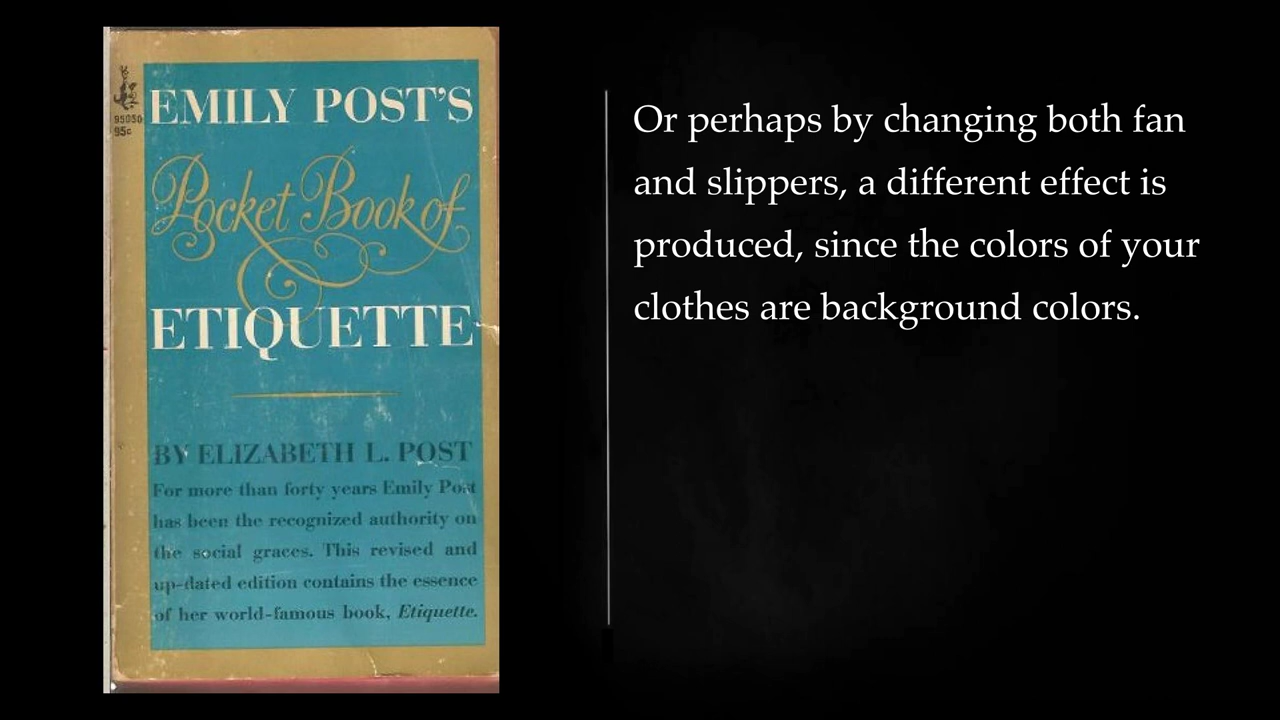 EMILY POST'S
Pocket Book of
ETIQUETTE
95050
95c
BY ELIZABETH L. POST
For more than forty years Emily Post
has been the recognized authority on
the social graces. This revised and
up-dated edition contains the essence
of her world-famous book, Etiquette.
Or perhaps by changing both fan
and slippers, a different effect is
produced, since the colors of your
clothes are background colors.